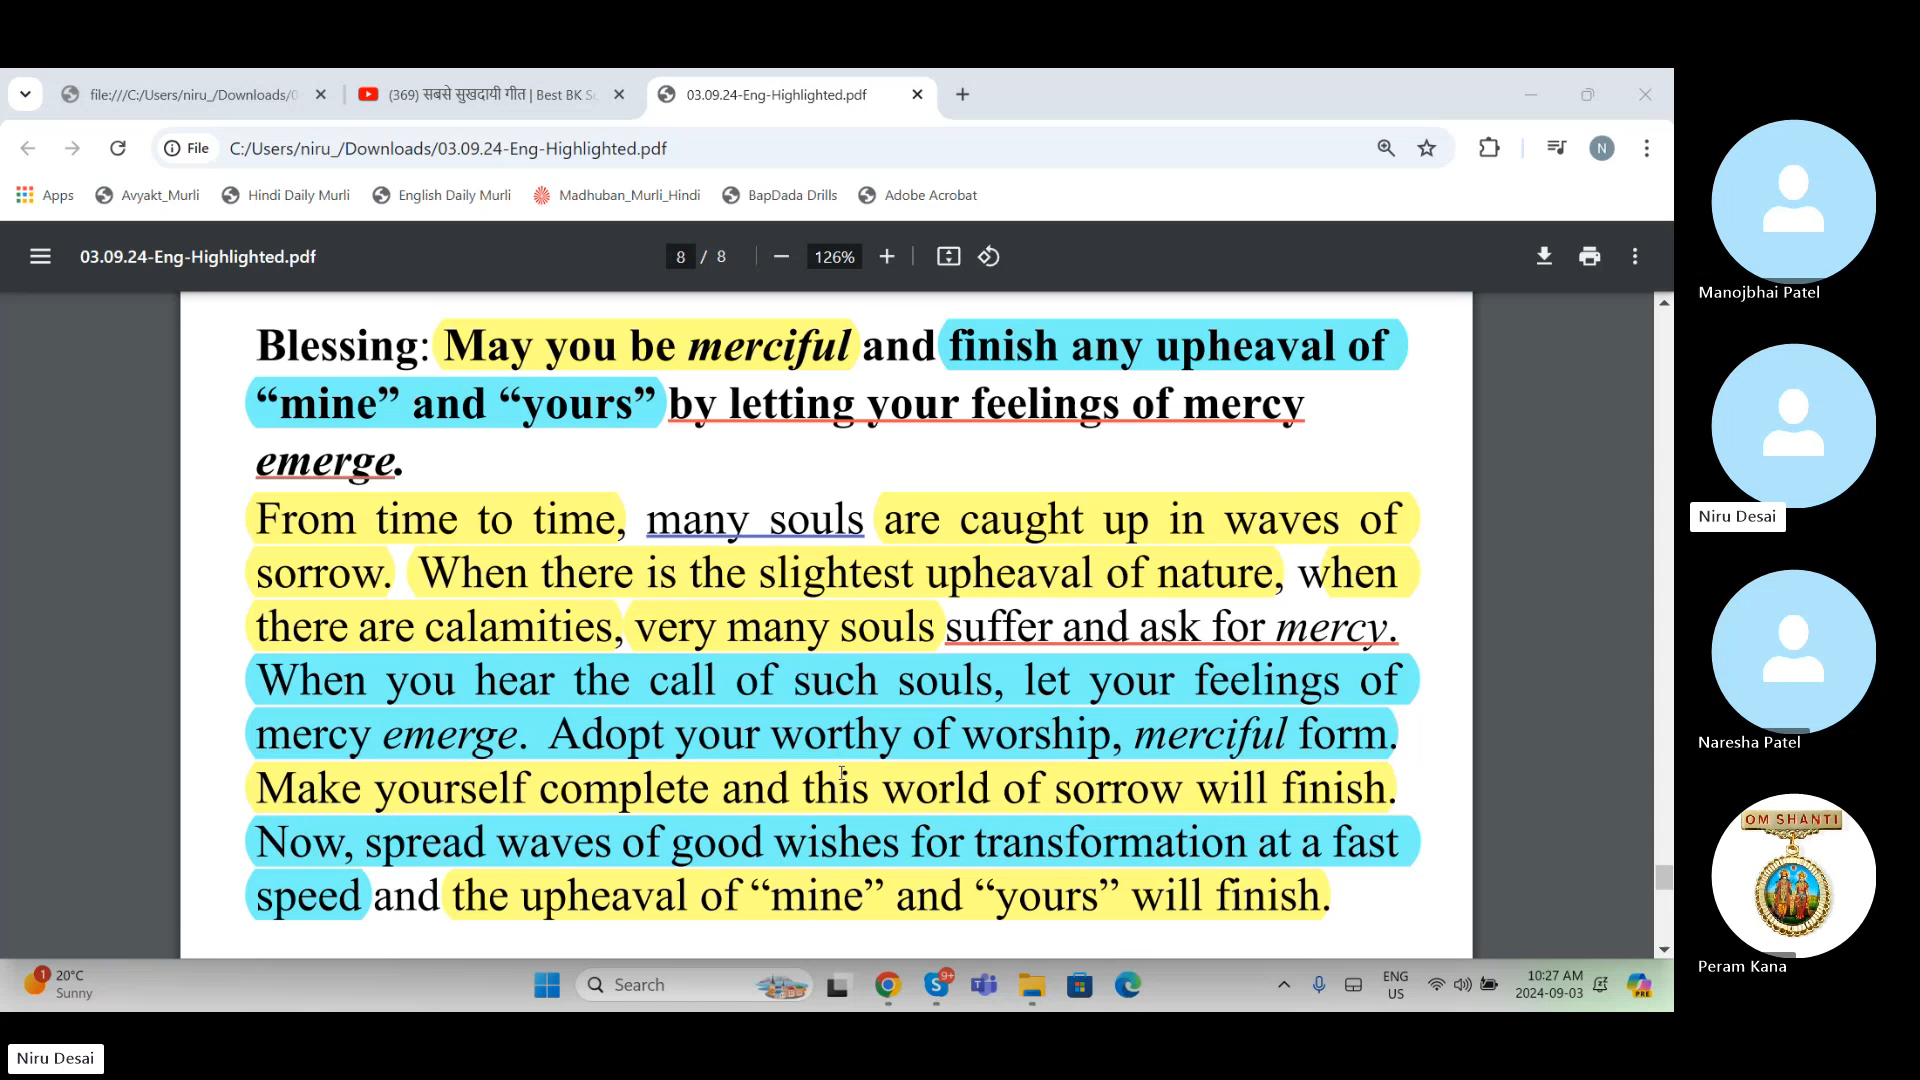 file:///C:/Users/niru_/Downloads/0
(369) सबसे सुखदायी गीत | Best BK S
03.09.24-Eng-Highlighted.pdf
File
C:/Users/niru_/Downloads/03.09.24-Eng-Highlighted.pdf
N
Apps
Avyakt_Murli
Hindi Daily Murli
English Daily Murli
Madhuban_Murli_Hindi
BapDada Drills
Adobe Acrobat
03.09.24-Eng-Highlighted.pdf
8 / 8
126%
Blessing: May you be merciful and finish any upheaval of
“mine” and “yours” by letting your feelings of mercy
emerge.
From time to time, many souls are caught up in waves of
sorrow. When there is the slightest upheaval of nature, when
there are calamities, very many souls suffer and ask for mercy.
When you hear the call of such souls, let your feelings of
mercy emerge. Adopt your worthy of worship, merciful form.
Make yourself complete and this world of sorrow will finish.
Now, spread waves of good wishes for transformation at a fast
speed and the upheaval of “mine” and “yours” will finish.
1
20°C
Sunny
Search
9+
ENG
US
10:27 AM
2024-09-03
PRE
Manojbhai Patel
Niru Desai
Naresha Patel
OM SHANTI
Peram Kana
Niru Desai